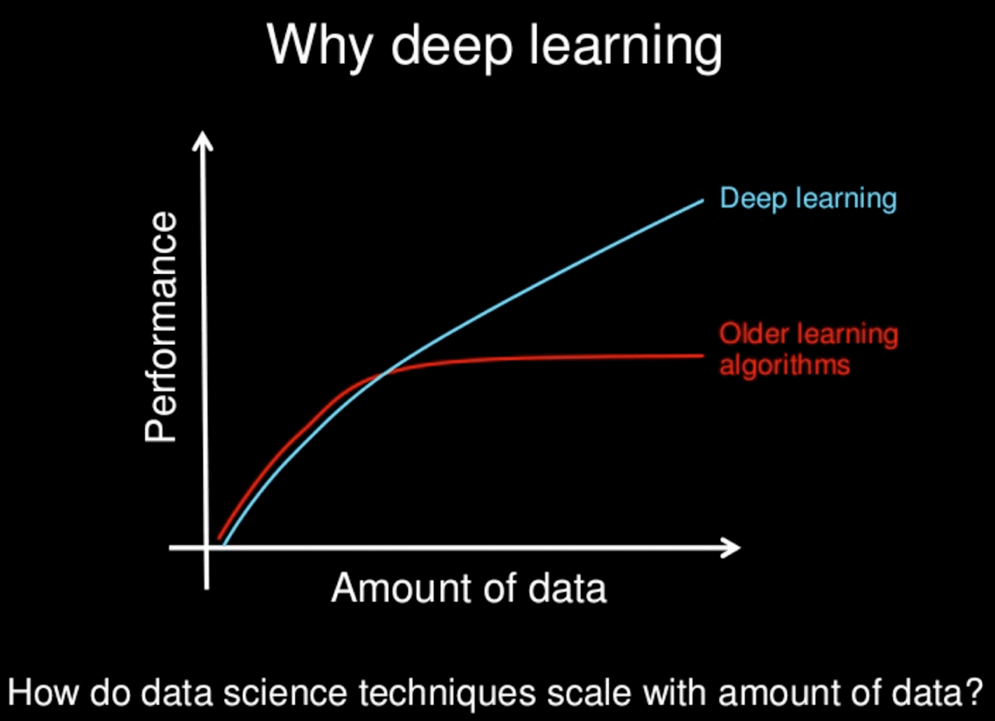 Why deep learning
Performance
Deep learning
Older learning
algorithms
Amount of data
How do data science techniques scale with amount of data?